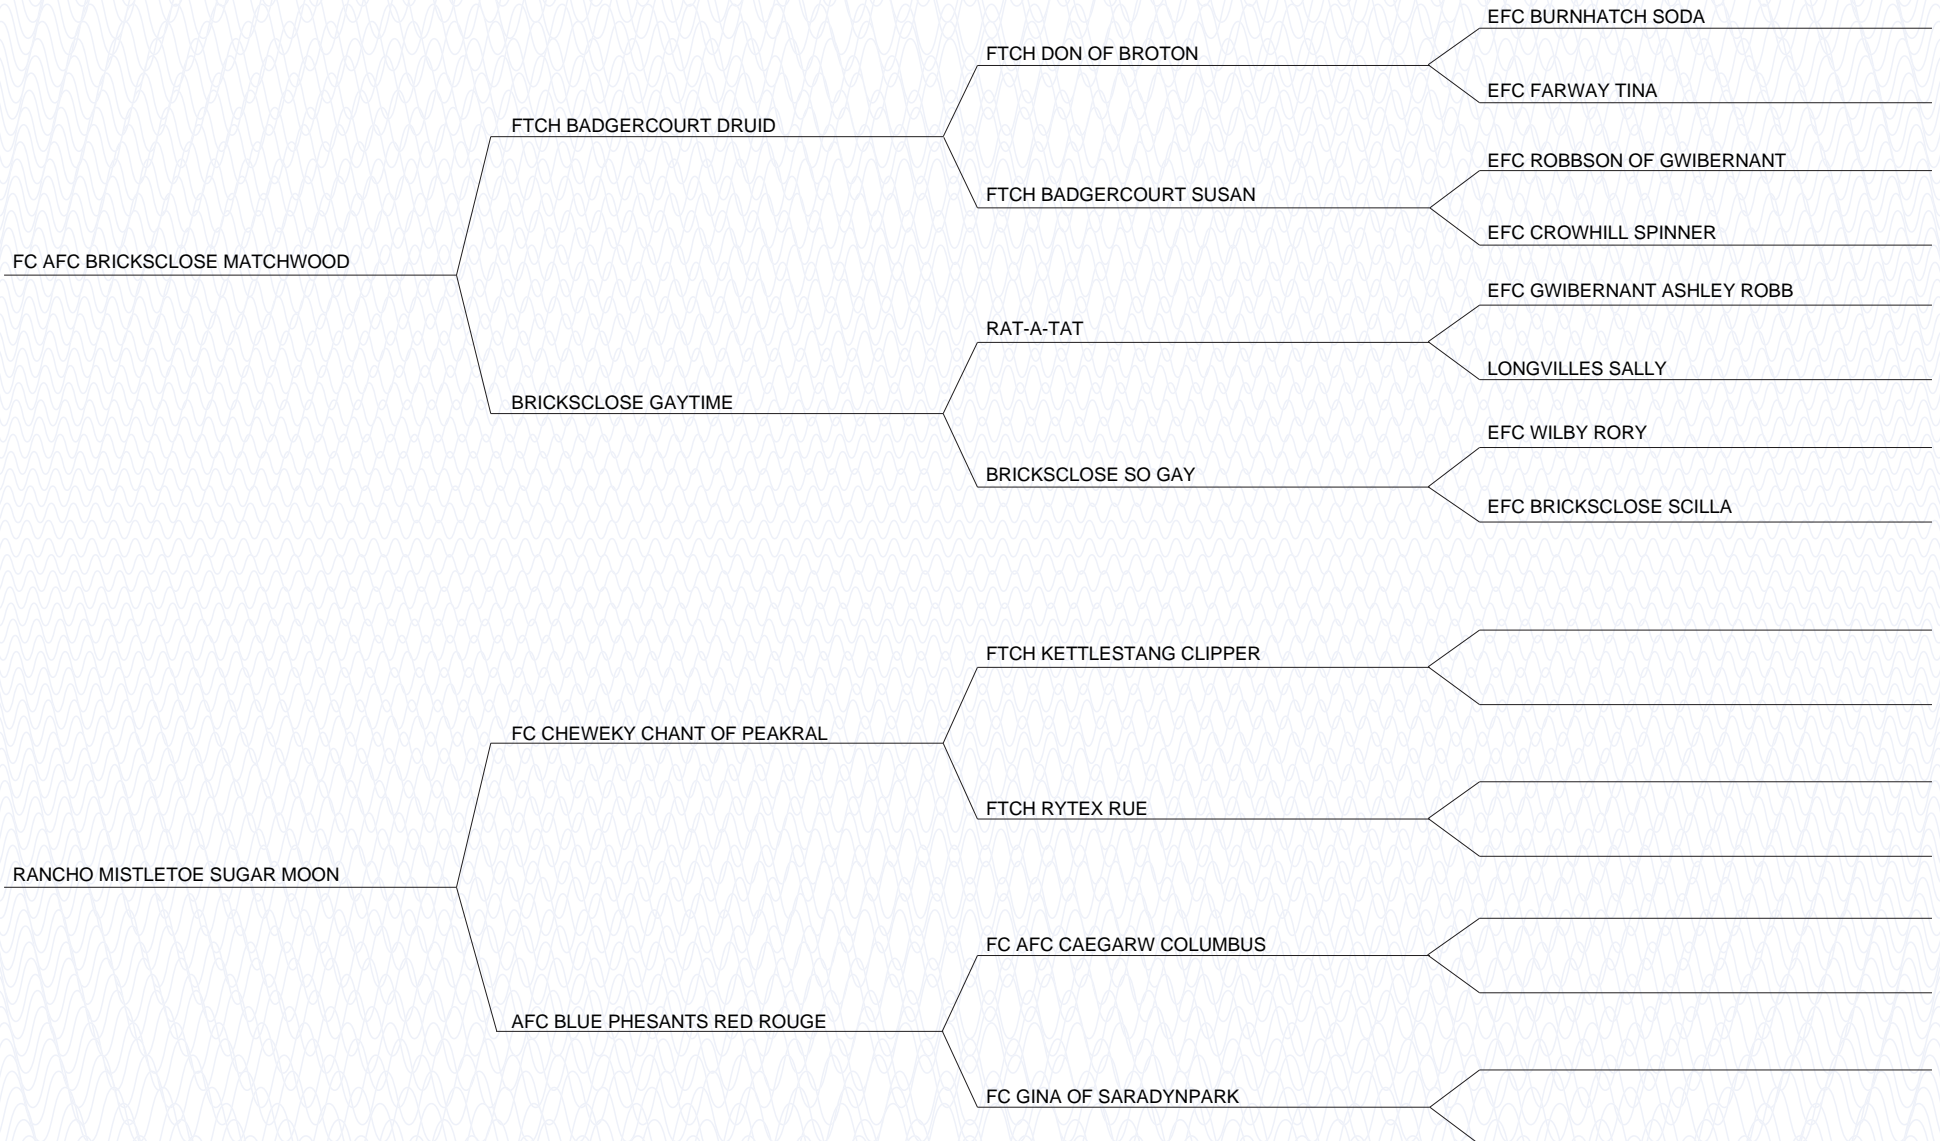 FC AFC BRICKSCLOSE MATCHWOOD
FTCH BADGERCOURT DRUID
FTCH DON OF BROTON
EFC BURNHATCH SODA
EFC FARWAY TINA
FTCH BADGERCOURT SUSAN
EFC ROBBSON OF GWIBERNANT
EFC CROWHILL SPINNER
BRICKSCLOSE GAYTIME
RAT-A-TAT
EFC GWIBERNANT ASHLEY ROBB
LONGVILLES SALLY
BRICKSCLOSE SO GAY
EFC WILBY RORY
EFC BRICKSCLOSE SCILLA
RANCHO MISTLETOE SUGAR MOON
FC CHEWEKY CHANT OF PEAKRAL
FTCH KETTLESTANG CLIPPER
FTCH RYTEX RUE
AFC BLUE PHESANTS RED ROUGE
FC AFC CAEGARW COLUMBUS
FC GINA OF SARADYNPARK